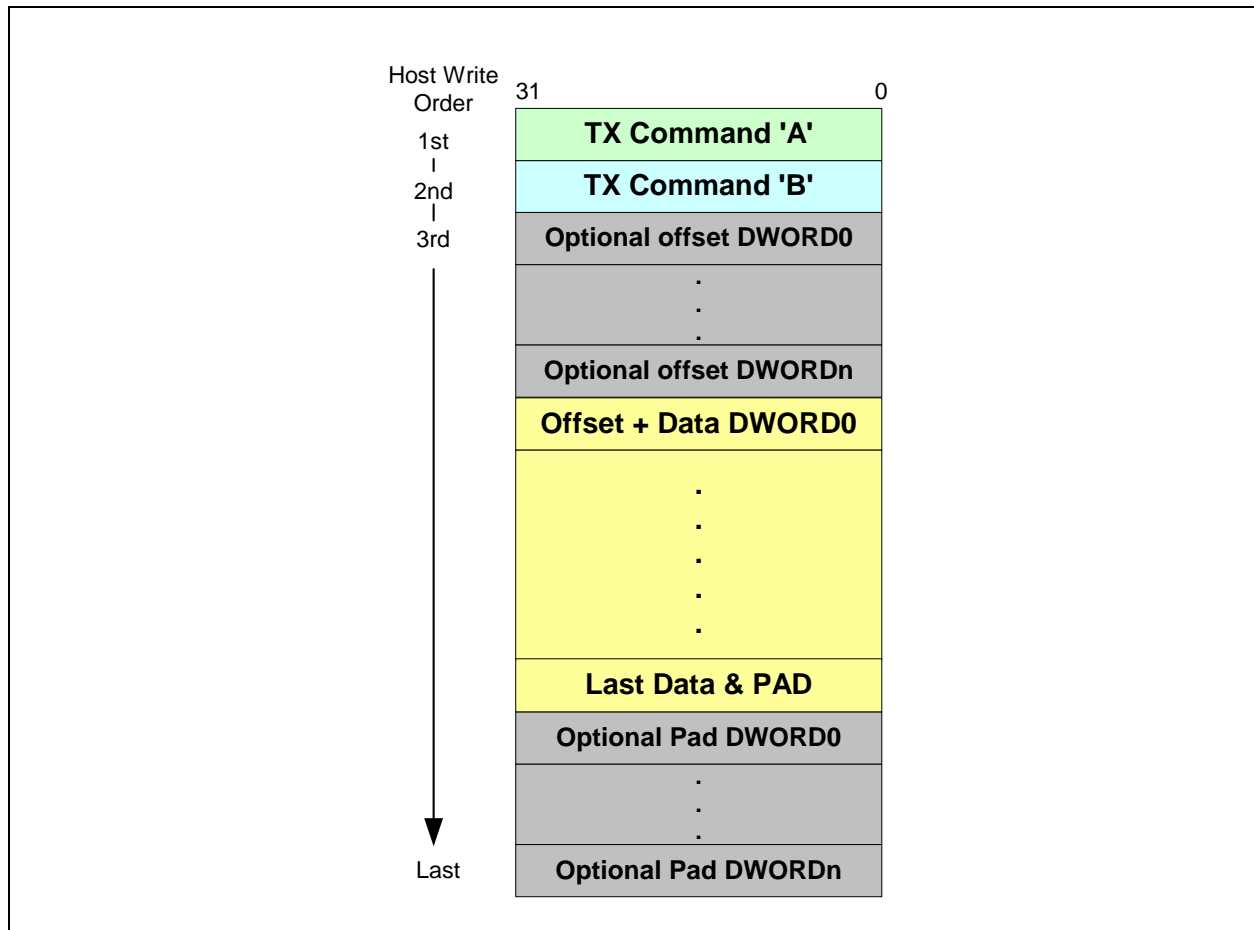 Host Write
Order
31
0
1st
TX Command 'A'
2nd
TX Command 'B'
3rd
Optional offset DWORD0
.
.
.
Optional offset DWORDn
Offset + Data DWORD0
.
.
.
.
.
Last Data & PAD
Optional Pad DWORD0
.
.
.
Last
Optional Pad DWORDn